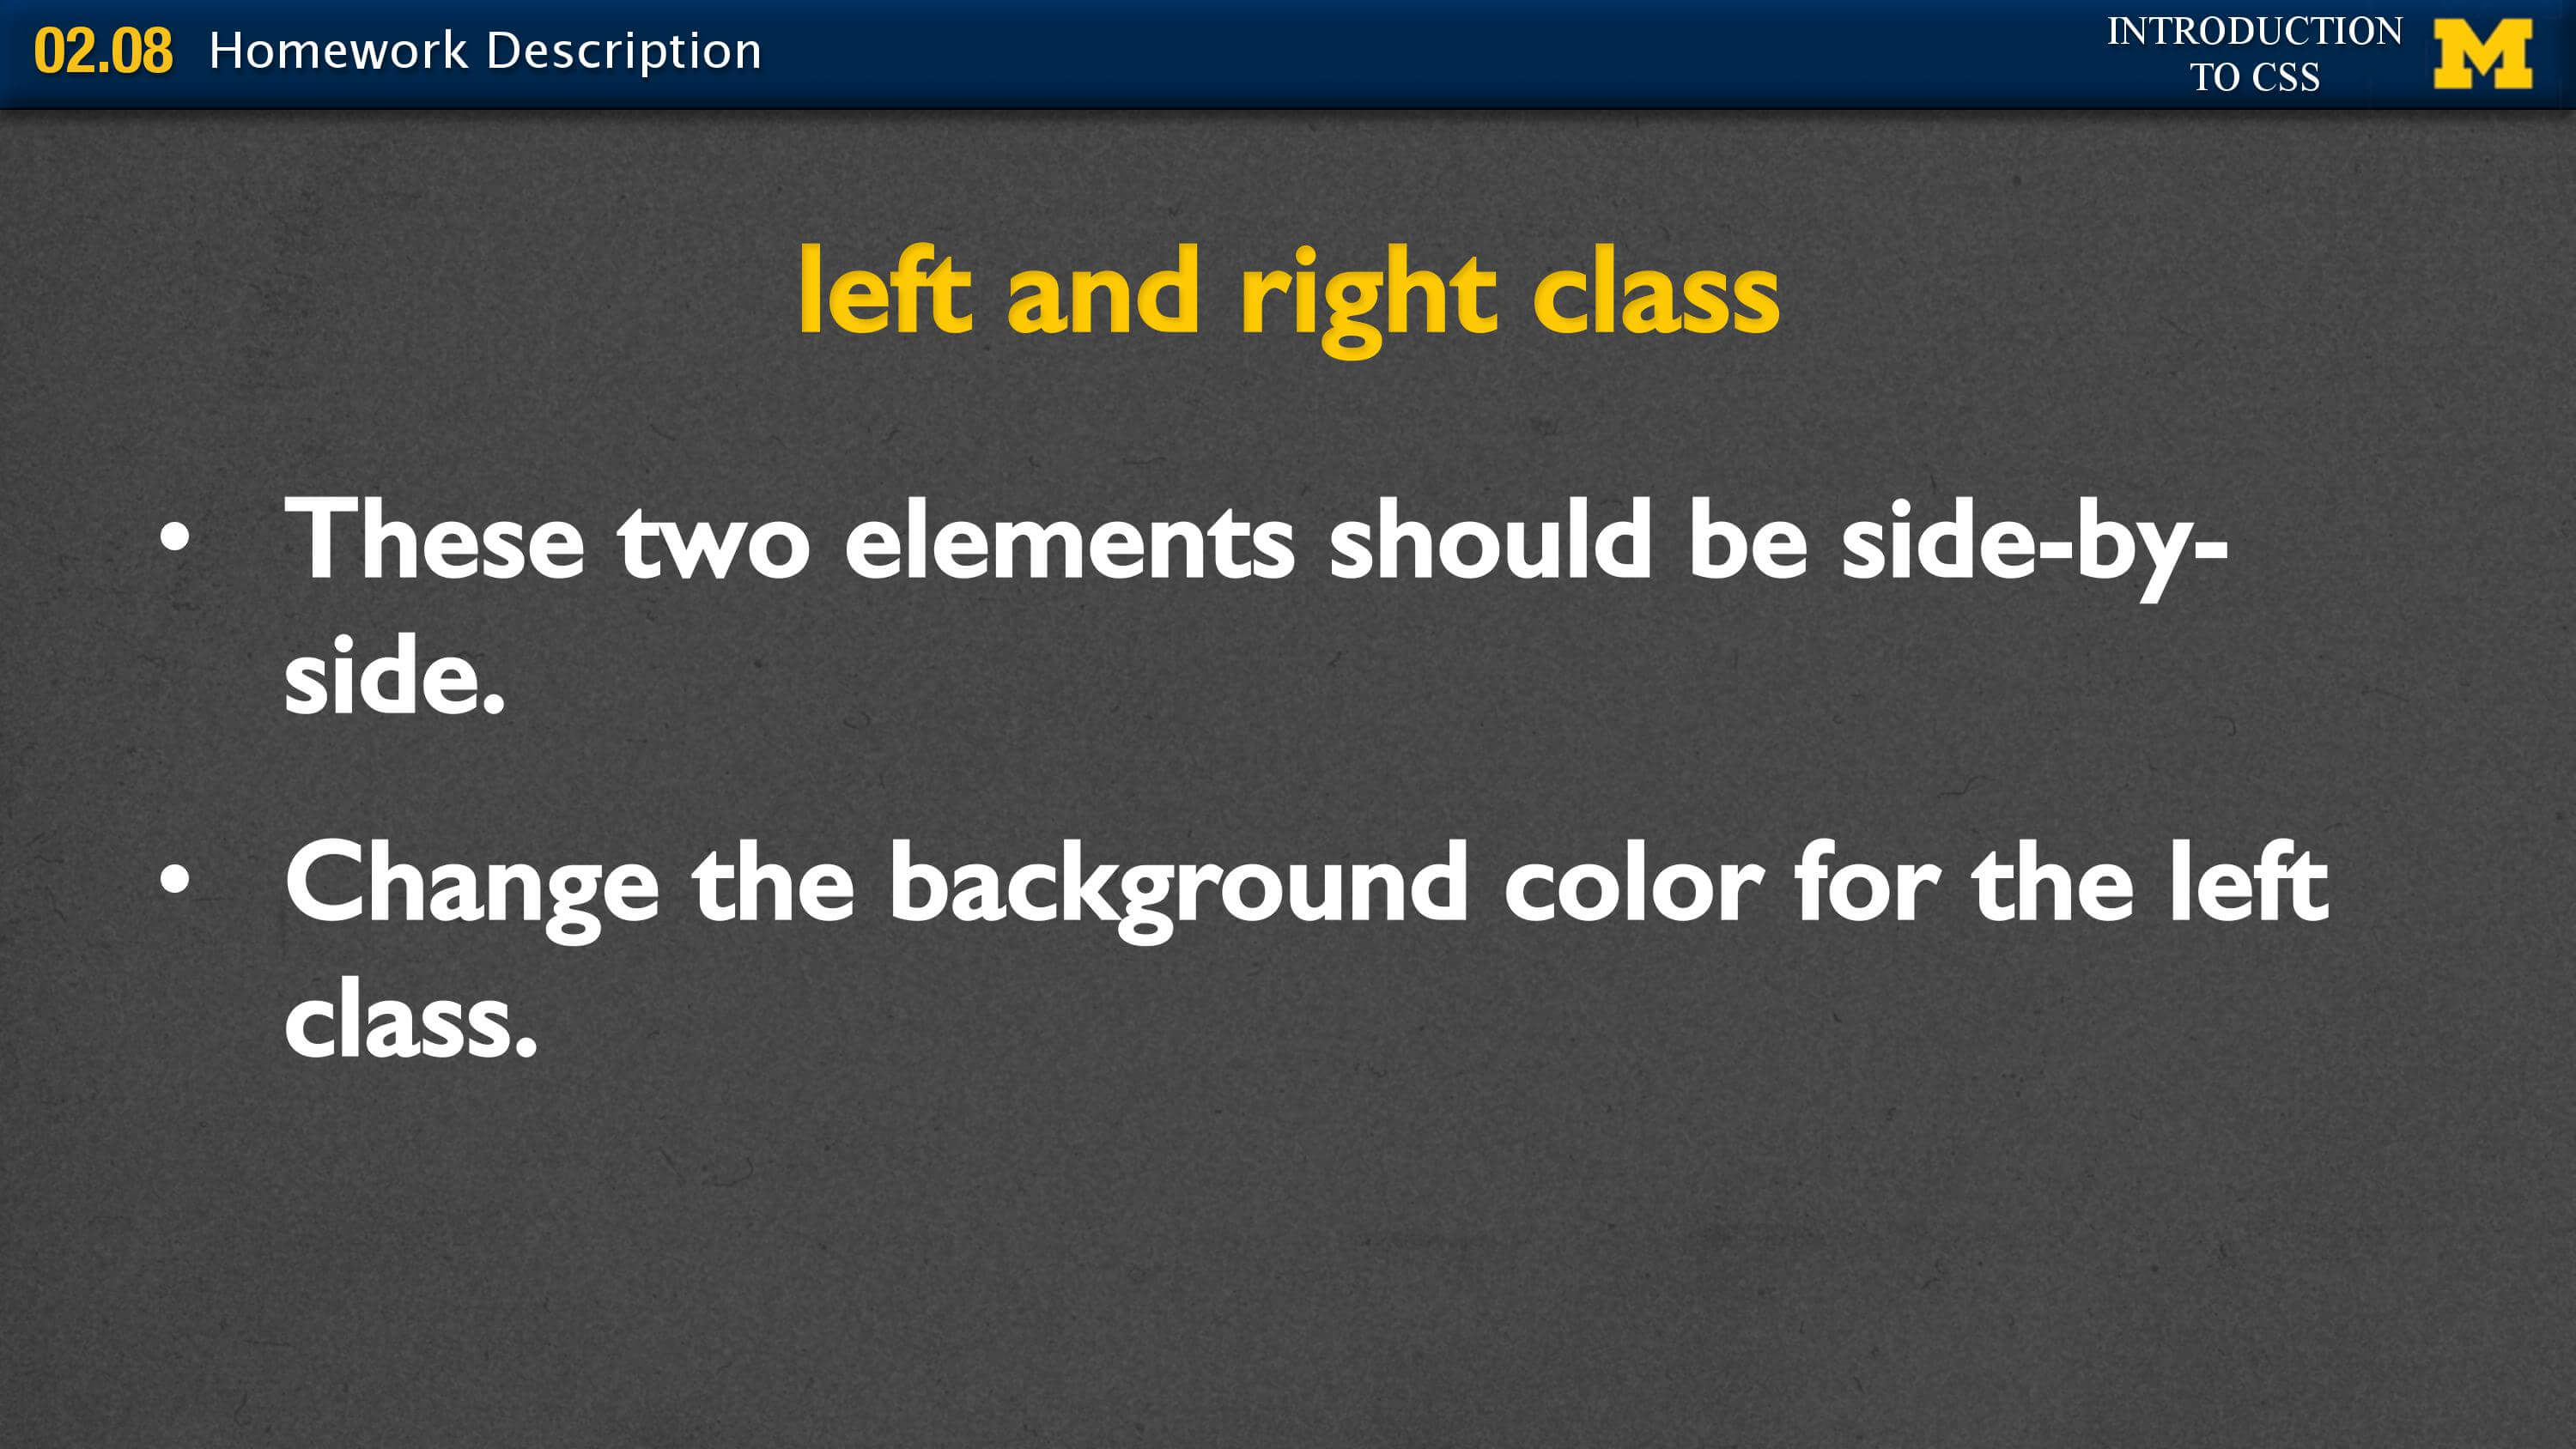 02.08 Homework Description
INTRODUCTION
TO CSS
M
left and right class
• These two elements should be side-by-
side.
• Change the background color for the left
class.